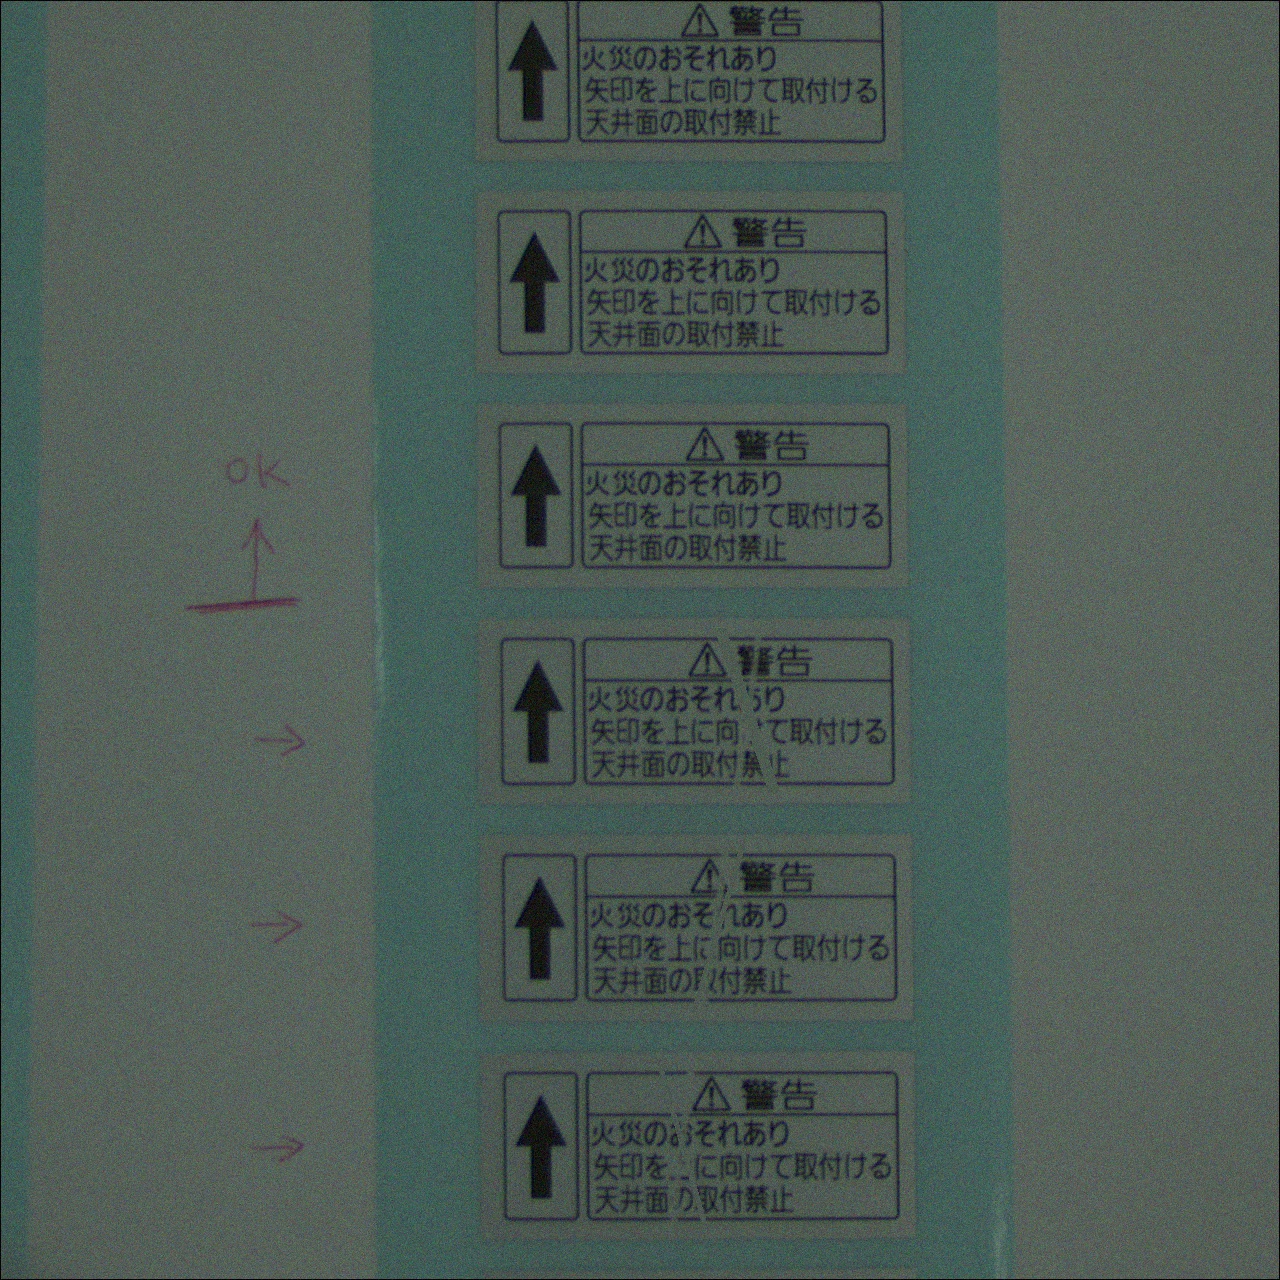 ⚠警告
火災のおそれあり
矢印を上に向けて取付ける
天井面の取付禁止
⚠警告
火災のおそれあり
矢印を上に向けて取付ける
天井面の取付禁止
⚠警告
火災のおそれあり
矢印を上に向けて取付ける
天井面の取付禁止
OK
⚠警告
火災のおそれ り
矢印を上に向 て取付ける
天井面の取付 止
⚠警告
火災のおそ あり
矢印を上に向けて取付ける
天井面の 付禁止
⚠警告
火災の それあり
矢印を に向けて取付ける
天井面の取付禁止